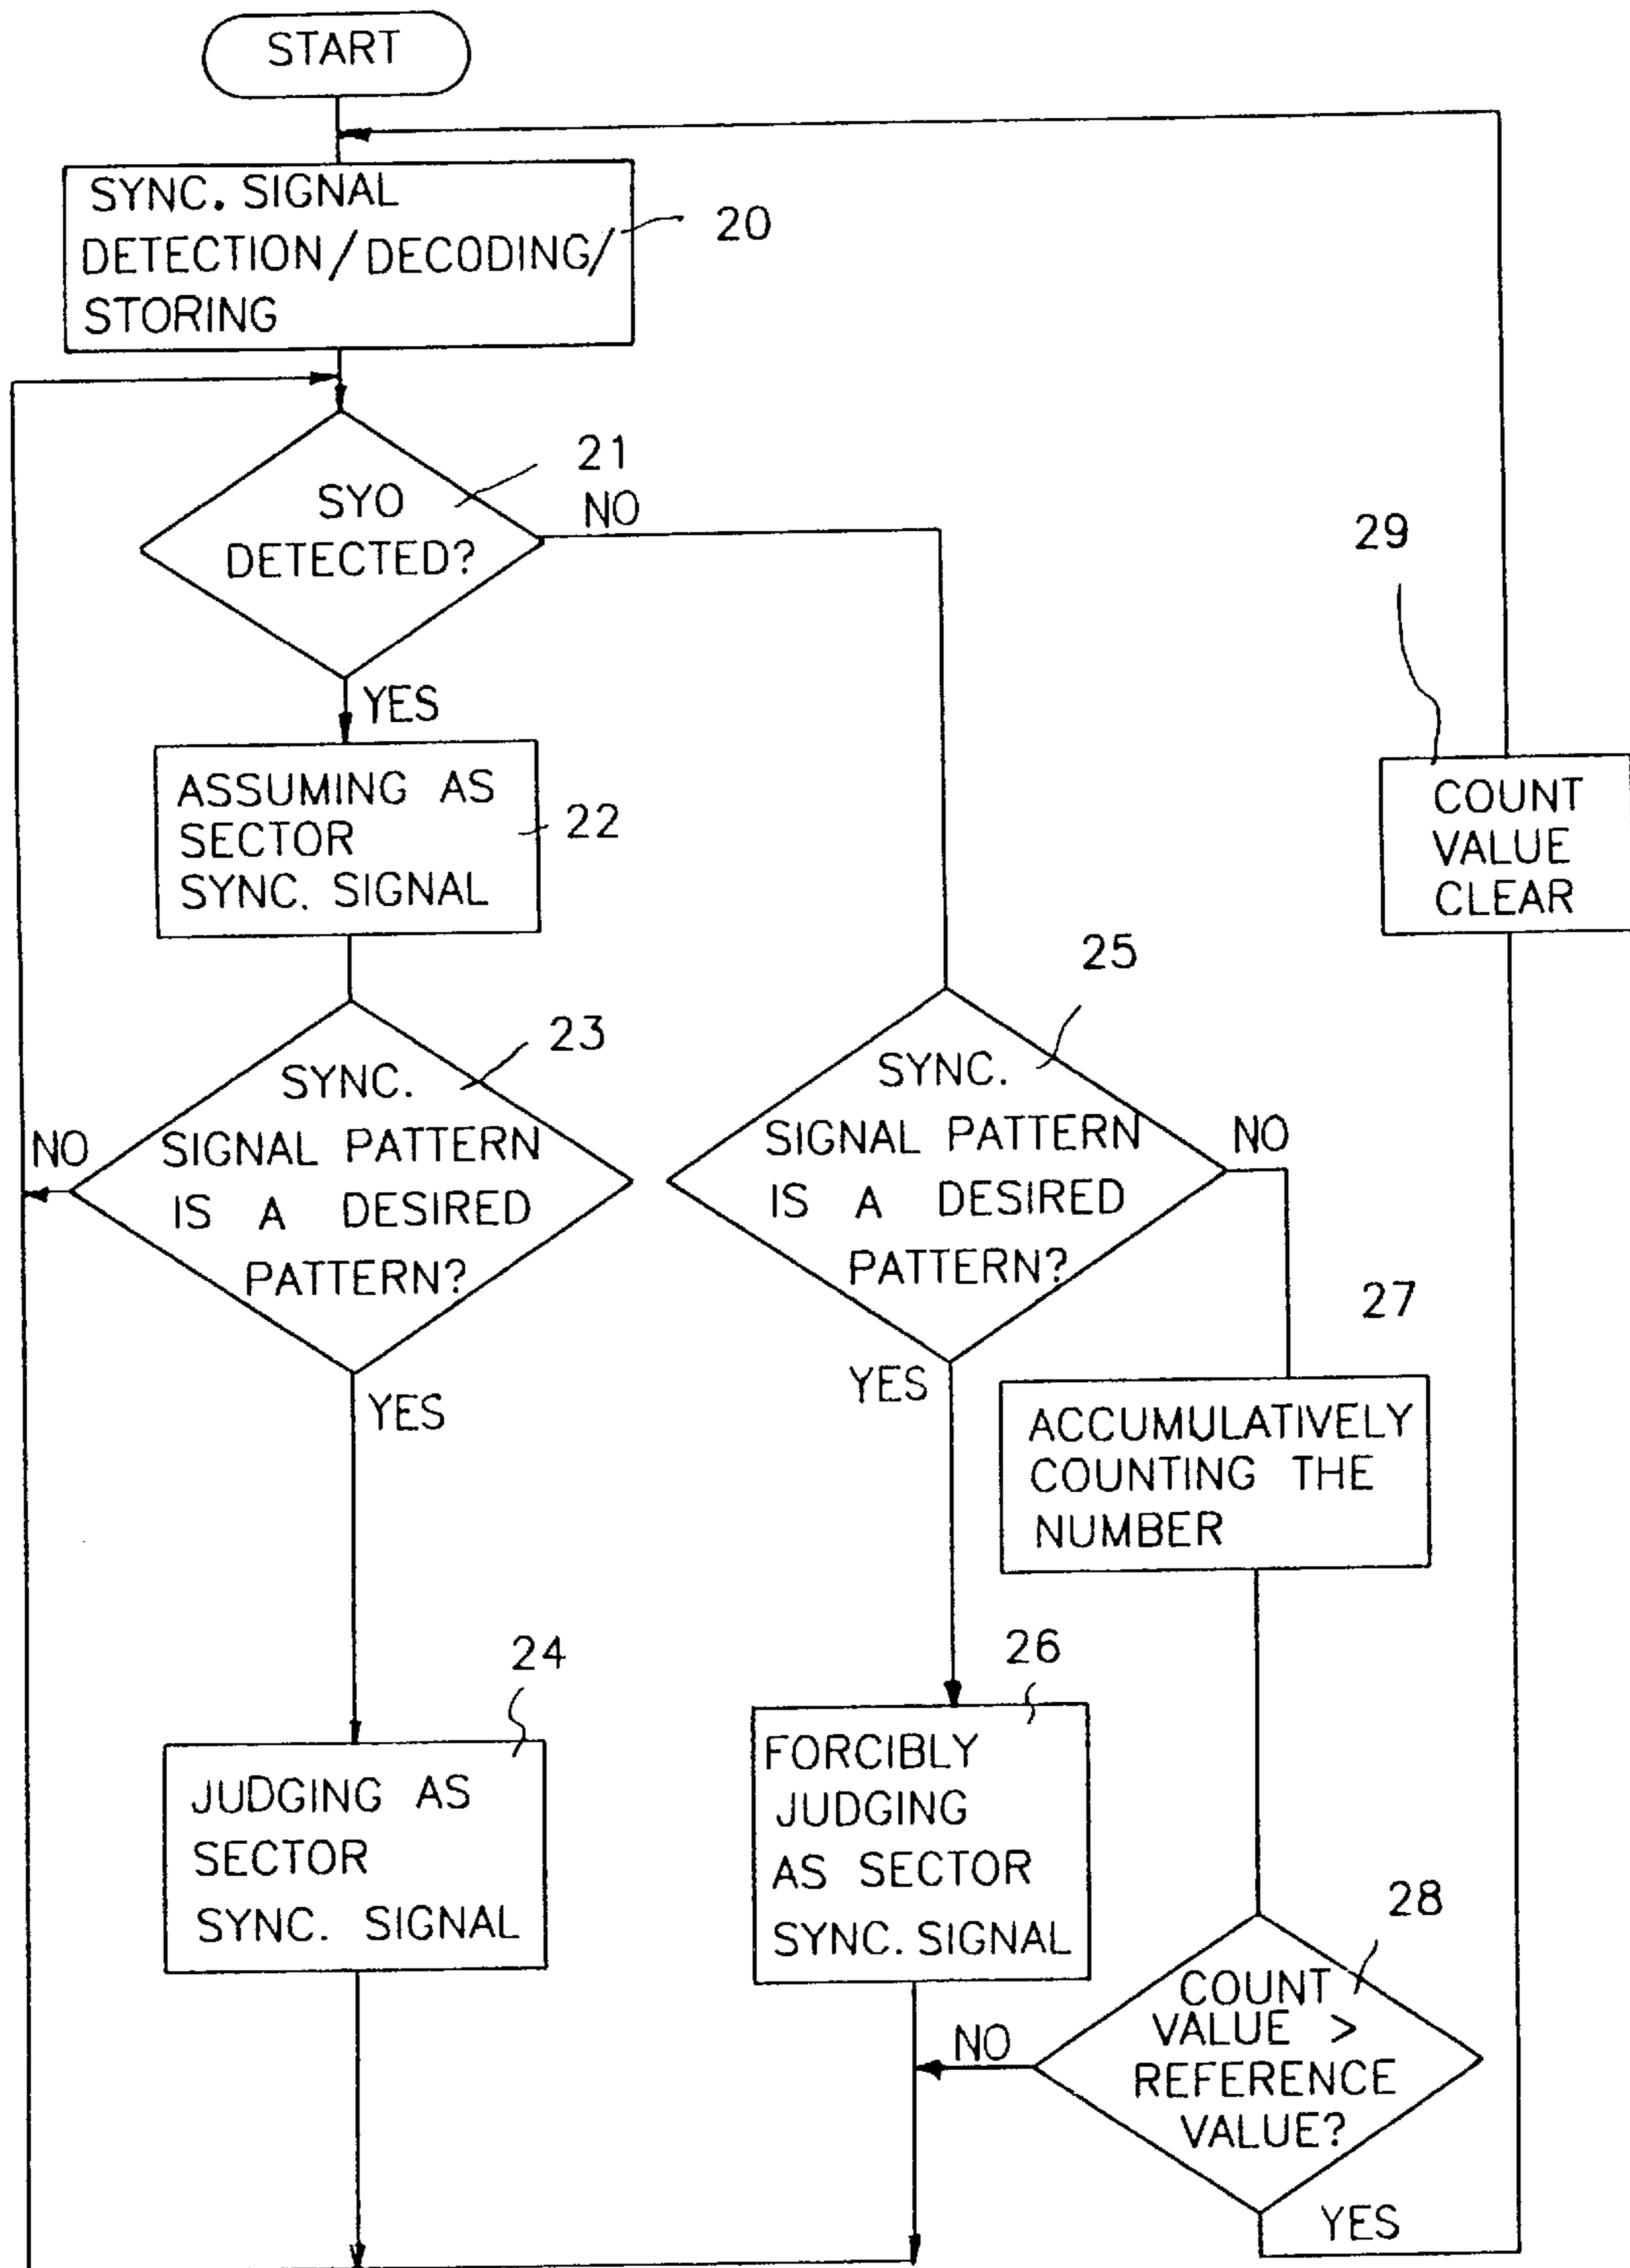 START
SYNC. SIGNAL
DETECTION/DECODING/
STORING
20
SYO
DETECTED?
21
NO
YES
ASSUMING AS
SECTOR
SYNC. SIGNAL
22
29
COUNT
VALUE
CLEAR
SYNC.
SIGNAL PATTERN
IS A DESIRED
PATTERN?
23
NO
YES
25
SYNC.
SIGNAL PATTERN
IS A DESIRED
PATTERN?
NO
YES
27
ACCUMULATIVELY
COUNTING THE
NUMBER
24
JUDGING AS
SECTOR
SYNC. SIGNAL
26
FORCIBLY
JUDGING
AS SECTOR
SYNC. SIGNAL
28
COUNT
VALUE >
REFERENCE
VALUE?
NO
YES